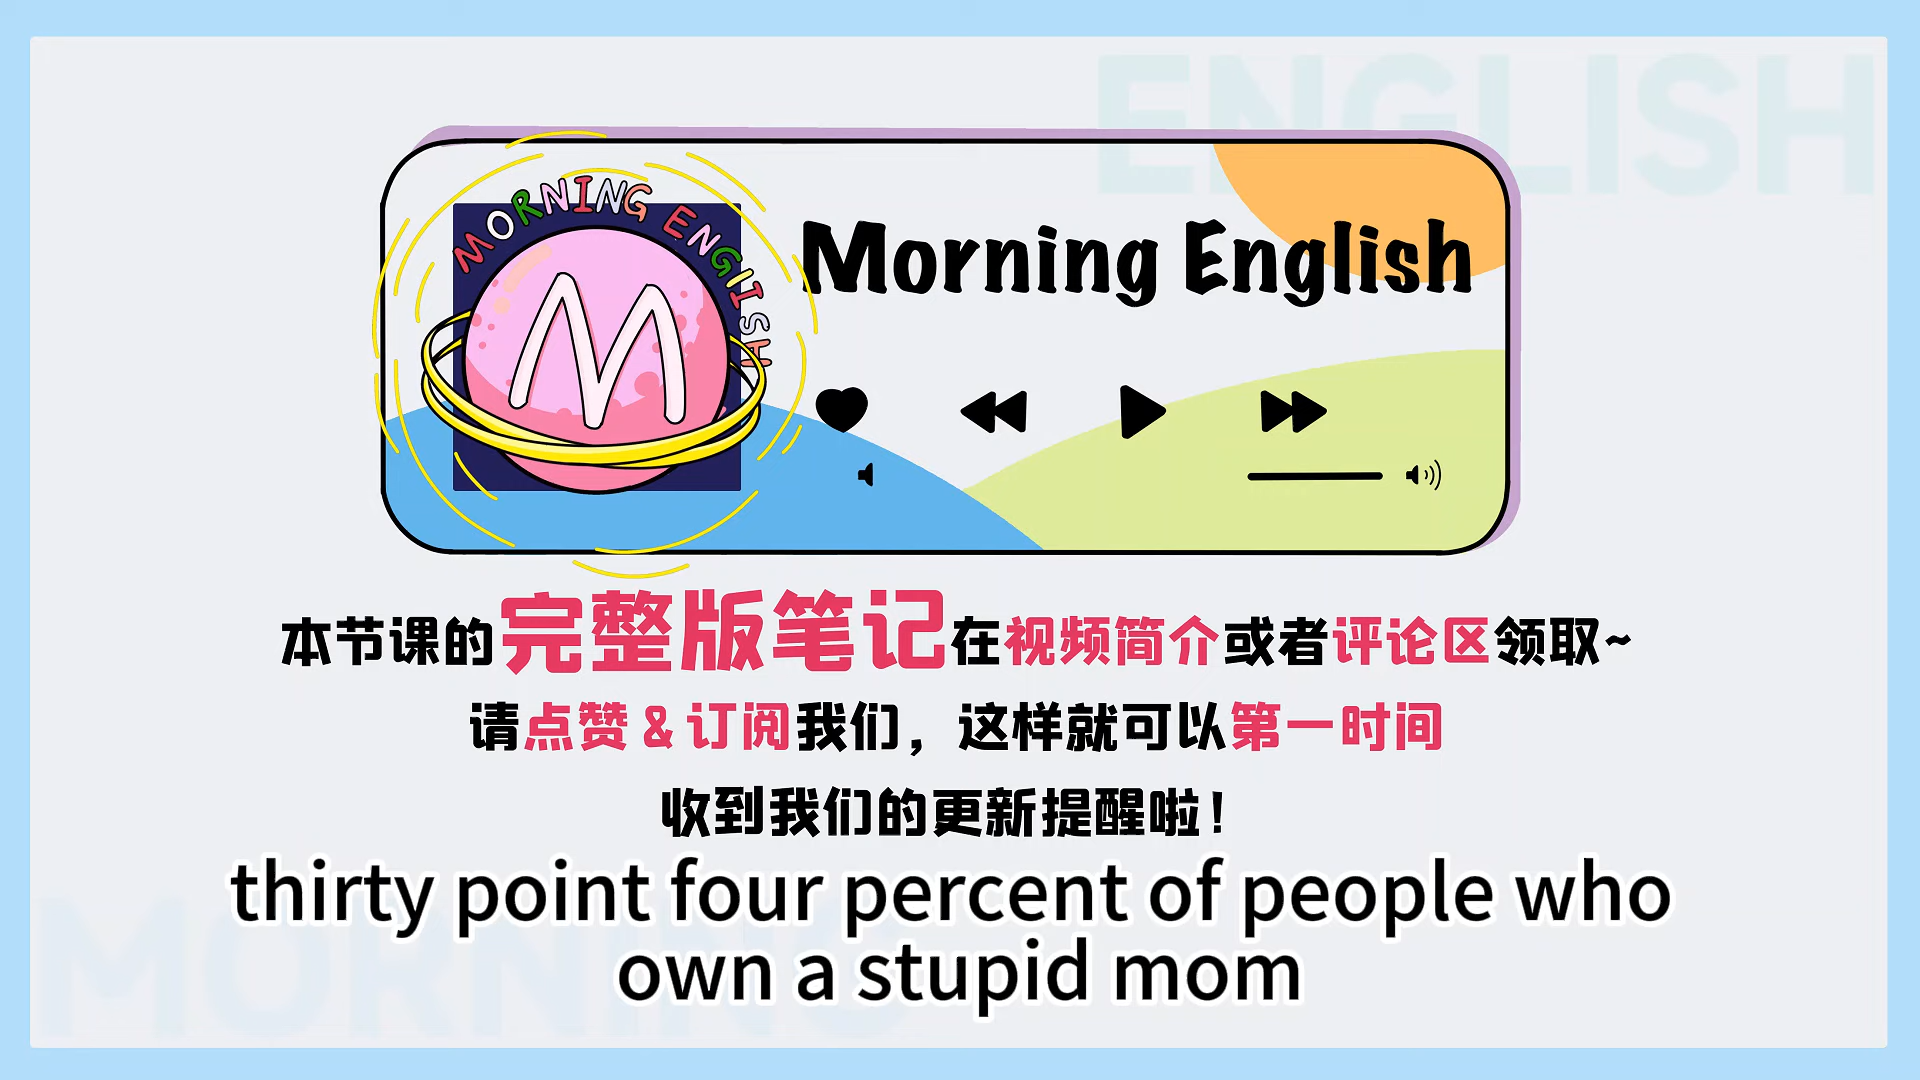 ENGLISH
MORNING ENGLISH
M
Morning English
本节课的完整版笔记在视频简介或者评论区领取~
请点赞&订阅我们，这样就可以第一时间
收到我们的更新提醒啦！
thirty point four percent of people who
own a stupid mom
MORNING